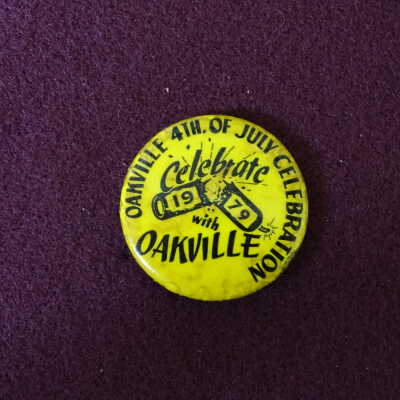 OAKVILLE 4TH. OF JULY CELEBRATION
Celebrate
19 79
with
OAKVILLE